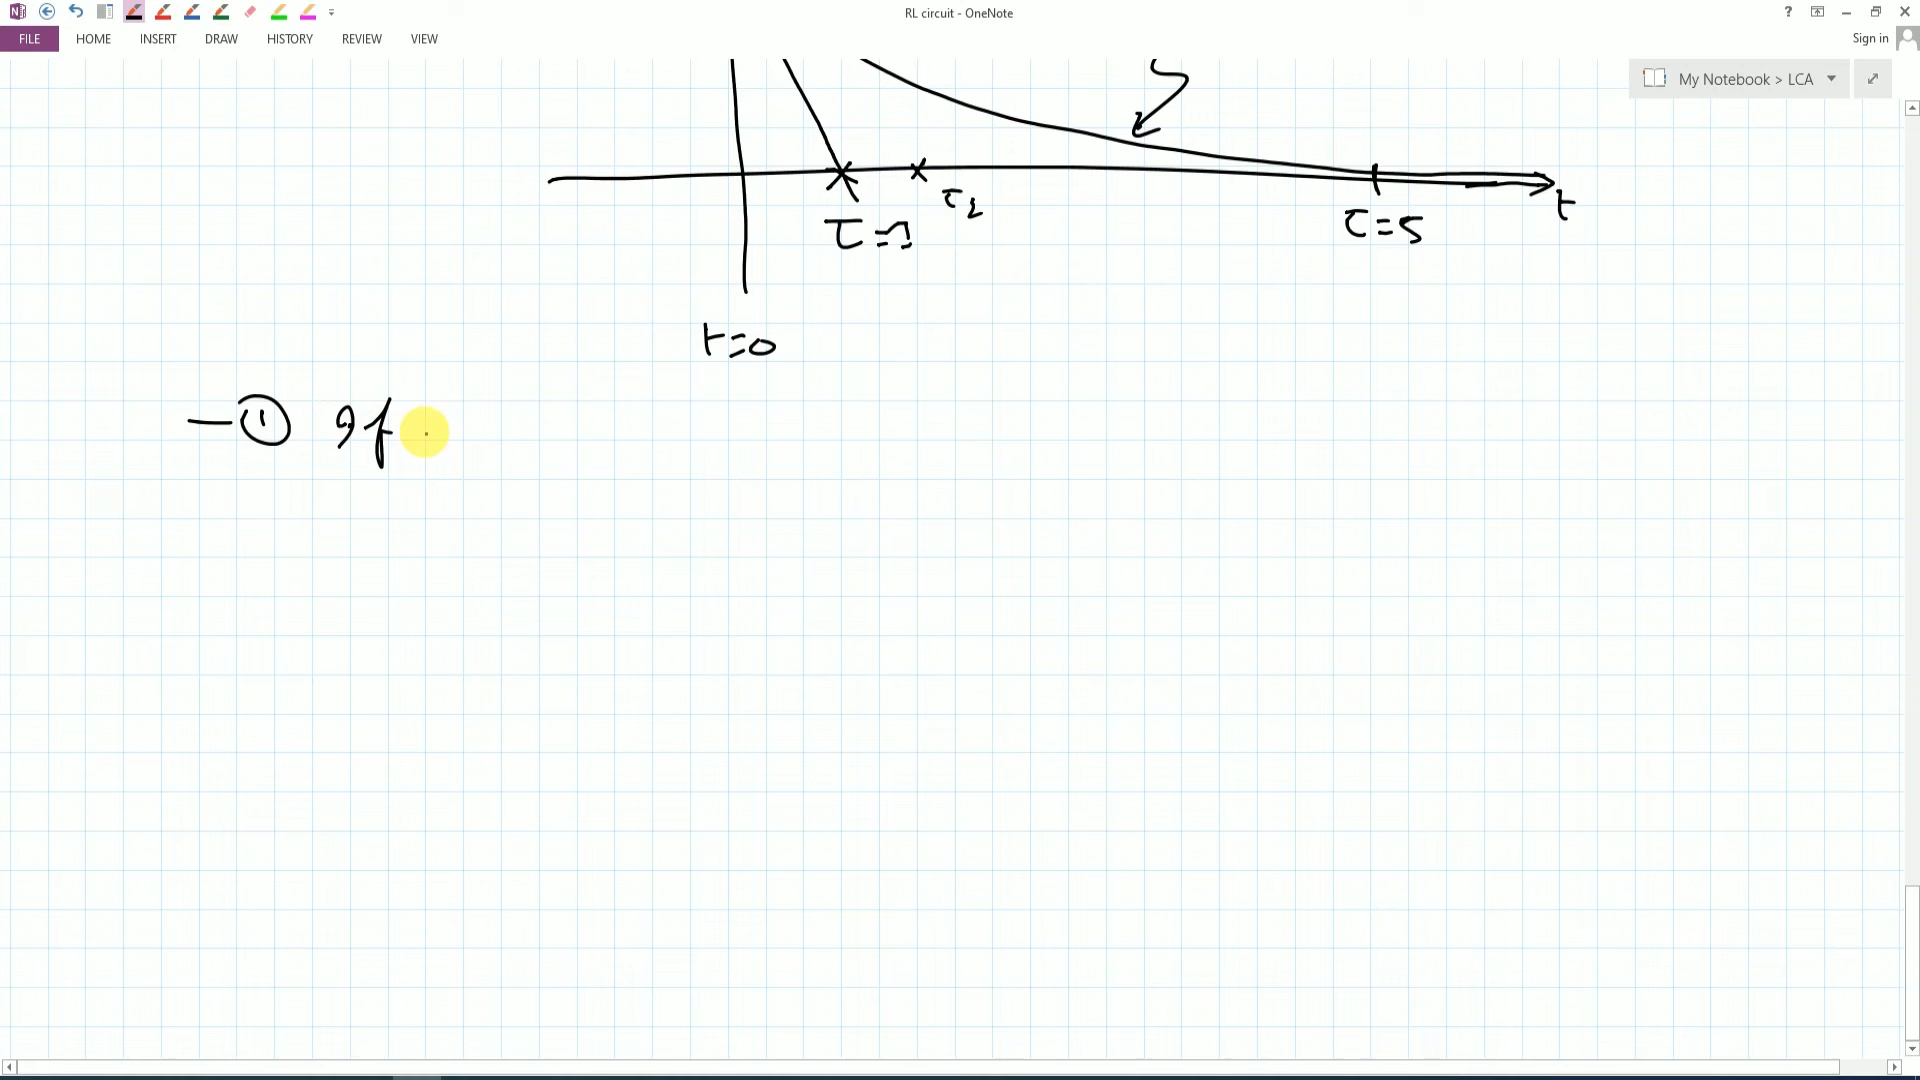 RL circuit - OneNote
FILE HOME INSERT DRAW HISTORY REVIEW VIEW
Sign in
My Notebook > LCA
t
τ2
τ=
τ=5
t=0
—① If